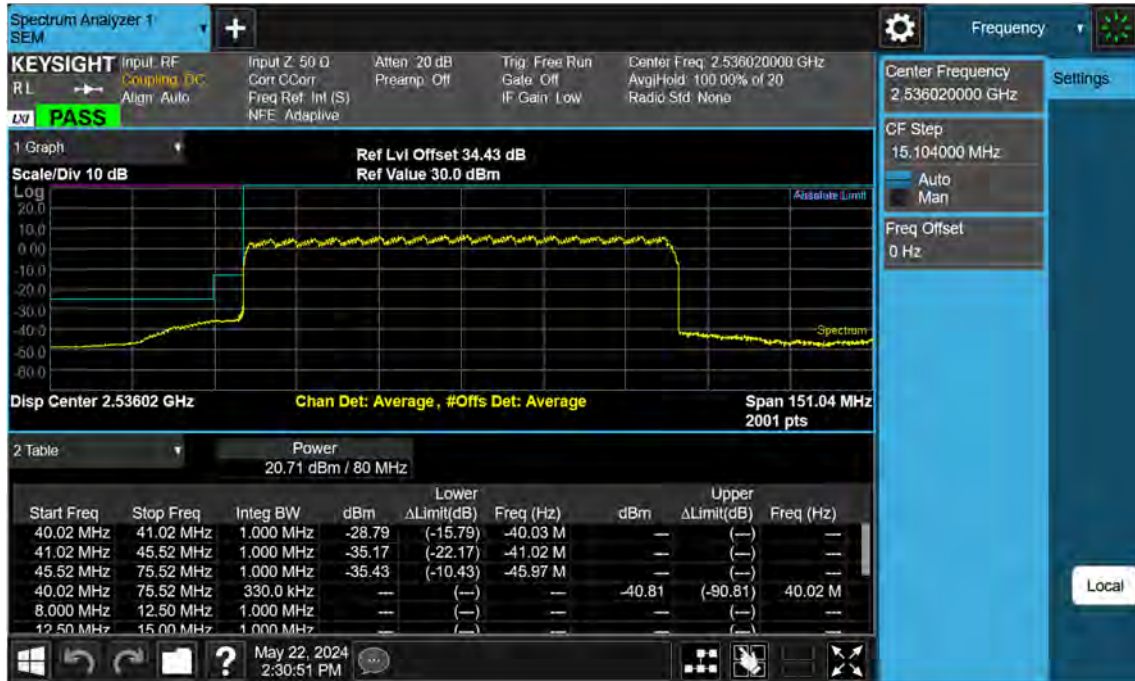 Spectrum Analyzer 1
SEM
Frequency
KEYSIGHT Input: RF
Coupling: DC
Align: Auto
Input Z: 50 Ω
Corr CCorr
Freq Ref: Int (S)
NFE: Adaptive
Atten: 20 dB
Preamp: Off
Trig: Free Run
Gate: Off
IF Gain: Low
Center Freq: 2.536020000 GHz
Avg|Hold: 100.00% of 20
Radio Std: None
R L
LXI PASS
Center Frequency
2.536020000 GHz
Settings
CF Step
15.104000 MHz
Auto
Man
Freq Offset
0 Hz
1 Graph
Scale/Div 10 dB
Ref Lvl Offset 34.43 dB
Ref Value 30.0 dBm
Log
Absolute Limit
20.0
10.0
0.00
-10.0
-20.0
-30.0
-40.0
-50.0
-60.0
Spectrum
Disp Center 2.53602 GHz
Chan Det: Average, #Offs Det: Average
Span 151.04 MHz
2001 pts
2 Table
Power
20.71 dBm / 80 MHz
Lower Upper
Start Freq Stop Freq Integ BW dBm ΔLimit(dB) Freq (Hz) dBm ΔLimit(dB) Freq (Hz)
40.02 MHz 41.02 MHz 1.000 MHz -28.79 (-15.79) -40.03 M --- (---) ---
41.02 MHz 45.52 MHz 1.000 MHz -35.17 (-22.17) -41.02 M --- (---) ---
45.52 MHz 75.52 MHz 1.000 MHz -35.43 (-10.43) -45.97 M --- (---) ---
40.02 MHz 75.52 MHz 330.0 kHz --- (---) --- -40.81 (-90.81) 40.02 M
8.000 MHz 12.50 MHz 1.000 MHz --- (---) --- --- (---) ---
12.50 MHz 15.00 MHz 1.000 MHz --- (---) --- --- (---) ---
Local
?
May 22, 2024
2:30:51 PM